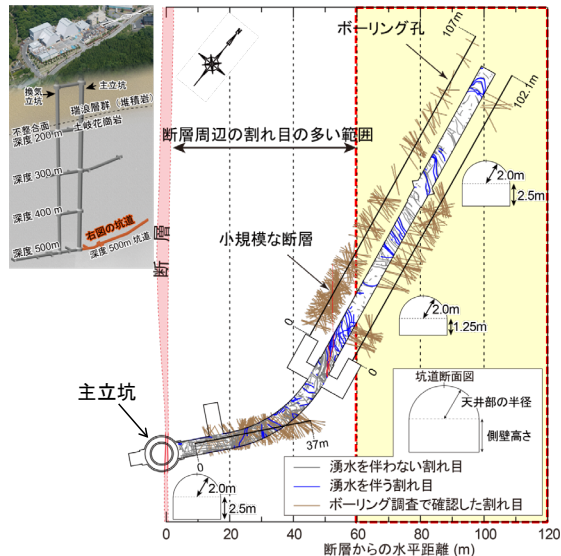 換気
立坑
主立坑
瑞浪層群（堆積岩）
不整合面
土岐花崗岩
深度 200 m
深度 300 m
深度 400 m
深度 500 m
右図の坑道
深度 500m 坑道
N
ボーリング孔
107m
102.1m
断層周辺の割れ目の多い範囲
2.0m
2.5m
小規模な断層
断層
2.0m
1.25m
0
0
坑道断面図
天井部の半径
側壁高さ
主立坑
0
37m
湧水を伴わない割れ目
湧水を伴う割れ目
ボーリング調査で確認した割れ目
2.0m
2.5m
0 20 40 60 80 100 120
断層からの水平距離 (m)